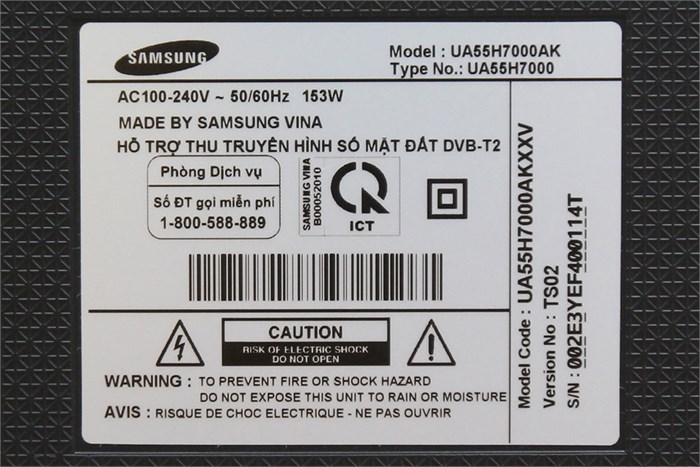 SAMSUNG
Model : UA55H7000AK
Type No.: UA55H7000
AC100-240V ~ 50/60Hz 153W
MADE BY SAMSUNG VINA
HỖ TRỢ THU TRUYỀN HÌNH SỐ MẶT ĐẤT DVB-T2
Phòng Dịch vụ
Số ĐT gọi miễn phí
1-800-588-889
SAMSUNG VINA
B00052010
ICT
CAUTION
RISK OF ELECTRIC SHOCK
DO NOT OPEN
WARNING : TO PREVENT FIRE OR SHOCK HAZARD
DO NOT EXPOSE THIS UNIT TO RAIN OR MOISTURE
AVIS : RISQUE DE CHOC ELECTRIQUE - NE PAS OUVRIR
Model Code : UA55H7000AKXXV
Version No : TS02
S/N : 002E3YEF400114T